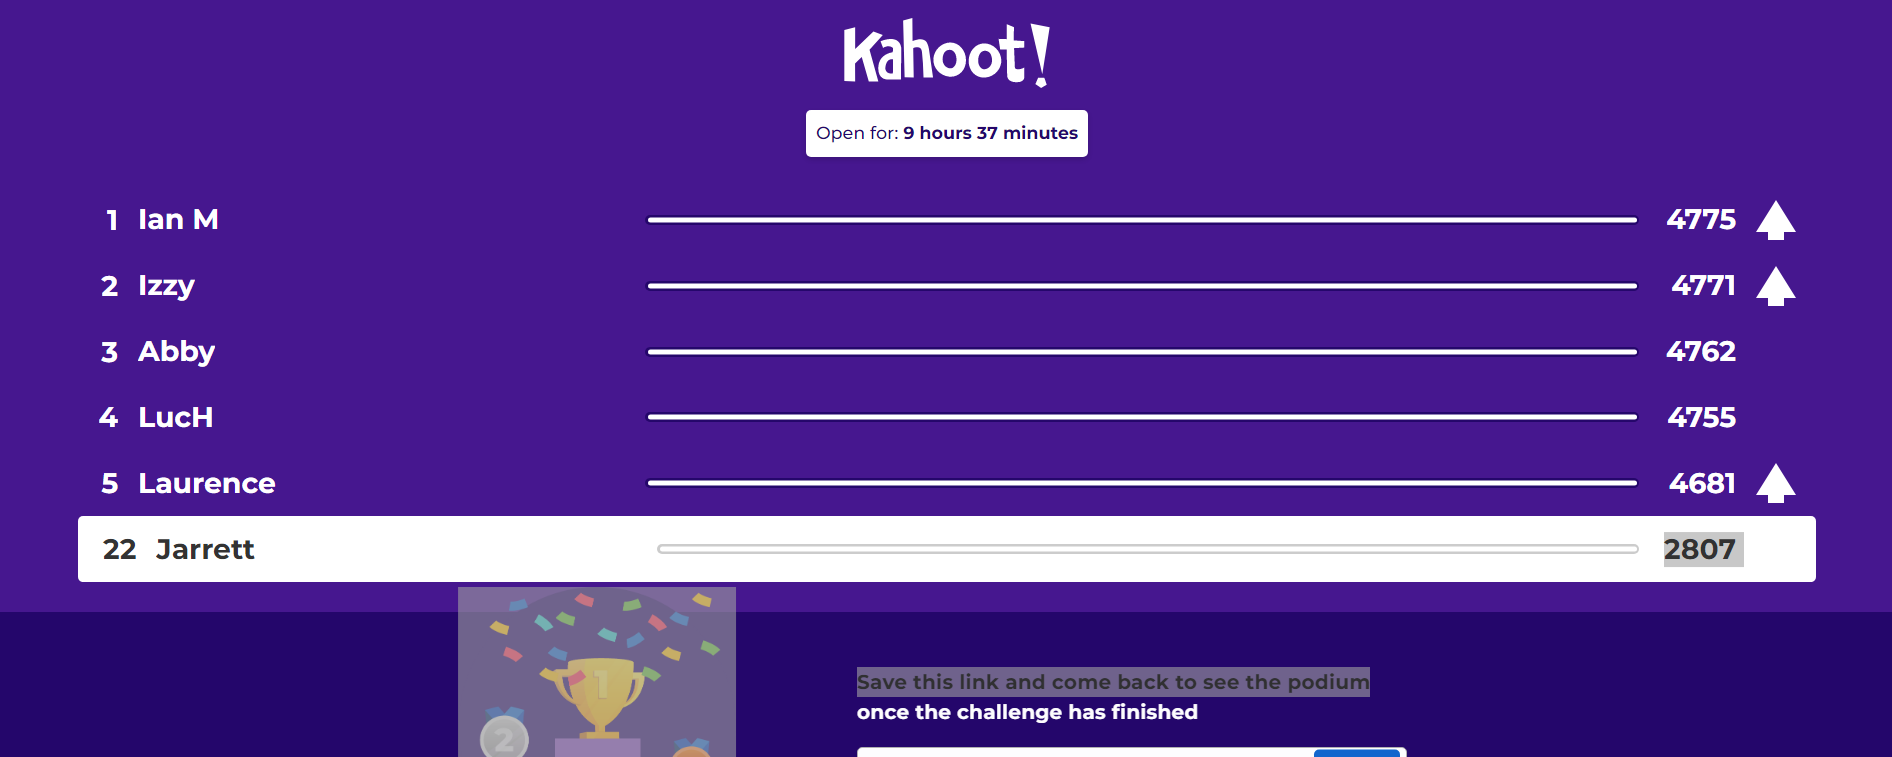 Kahoot!
Open for: 9 hours 37 minutes
1 Ian M 4775
2 Izzy 4771
3 Abby 4762
4 LucH 4755
5 Laurence 4681
22 Jarrett 2807
1
Save this link and come back to see the podium
once the challenge has finished
2